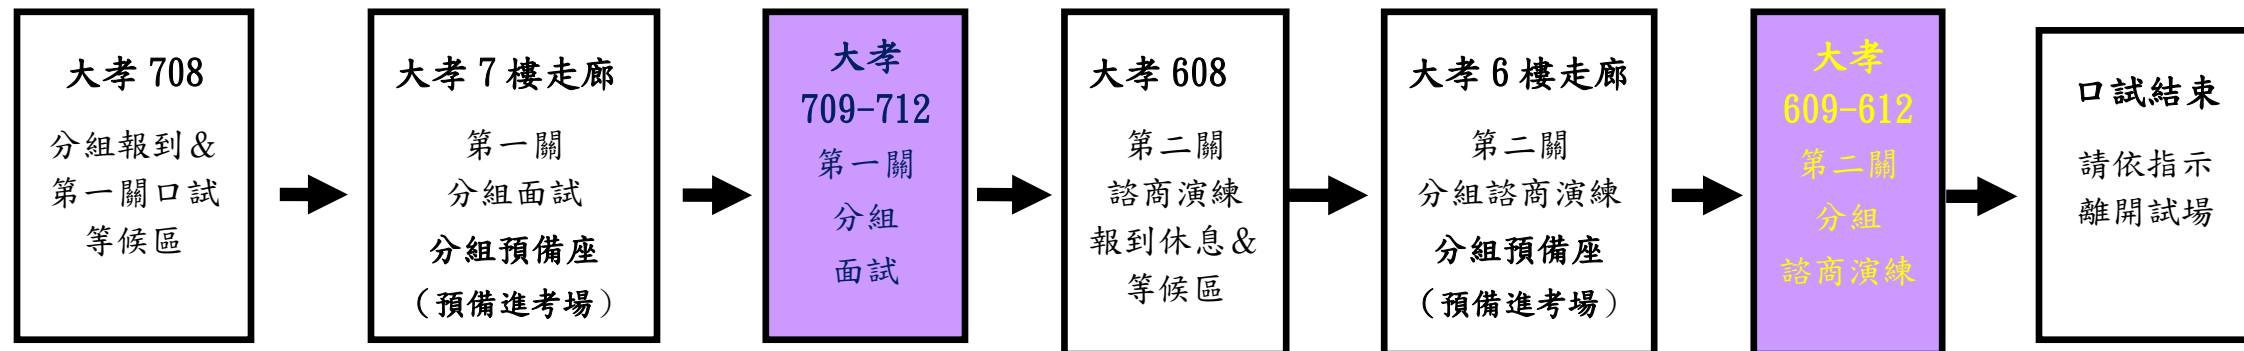 大孝 708
分組報到＆
第一關口試
等候區
大孝 7 樓走廊
第一關
分組面試
分組預備座
（預備進考場）
大孝
709-712
第一關
分組
面試
大孝 608
第二關
諮商演練
報到休息＆
等候區
大孝 6 樓走廊
第二關
分組諮商演練
分組預備座
（預備進考場）
大孝
609-612
第二關
分組
諮商演練
口試結束
請依指示
離開試場